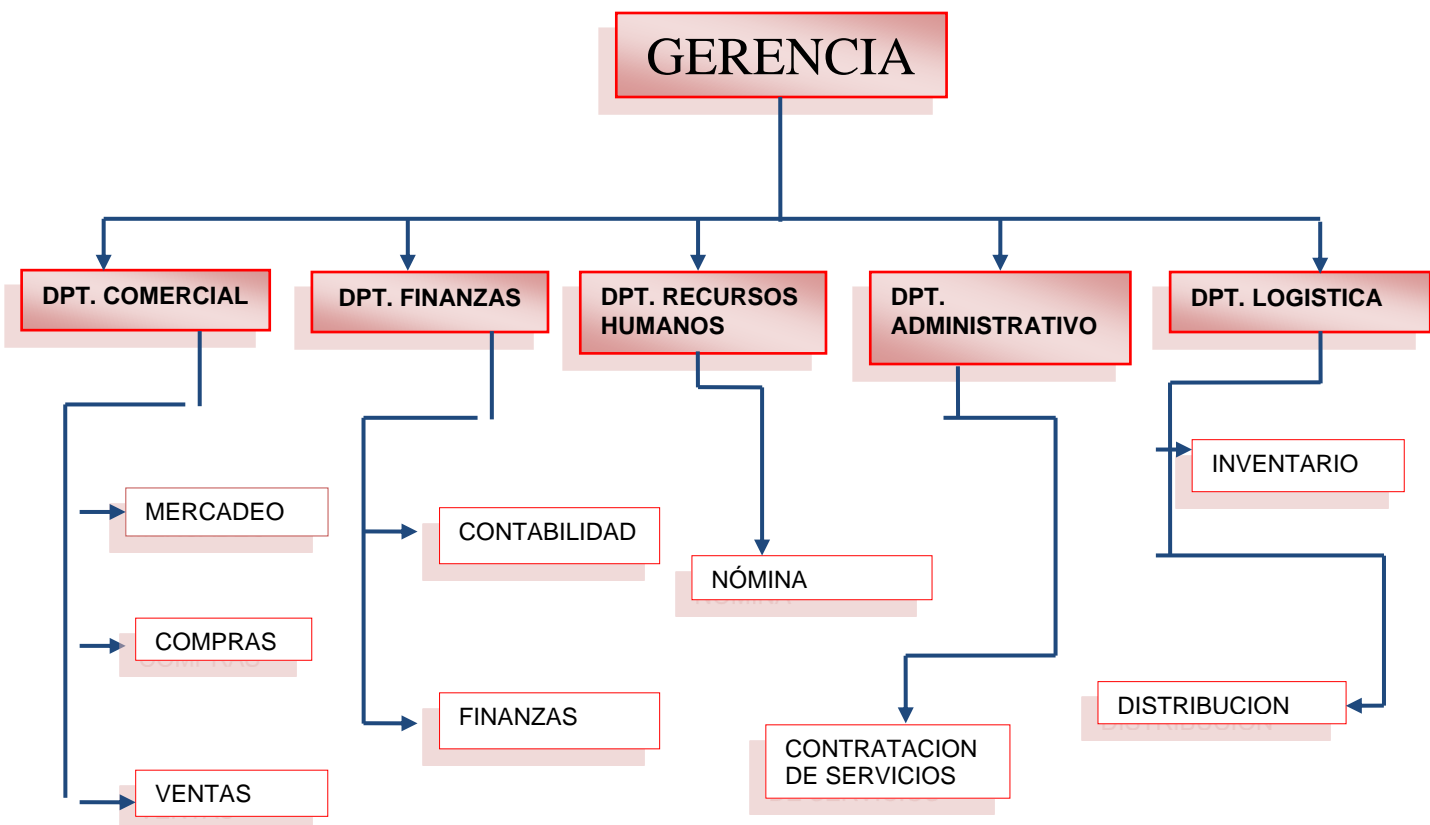 GERENCIA
DPT. COMERCIAL
DPT. FINANZAS
DPT. RECURSOS
HUMANOS
DPT.
ADMINISTRATIVO
DPT. LOGISTICA
MERCADEO
COMPRAS
VENTAS
CONTABILIDAD
FINANZAS
NÓMINA
CONTRATACION
DE SERVICIOS
INVENTARIO
DISTRIBUCION